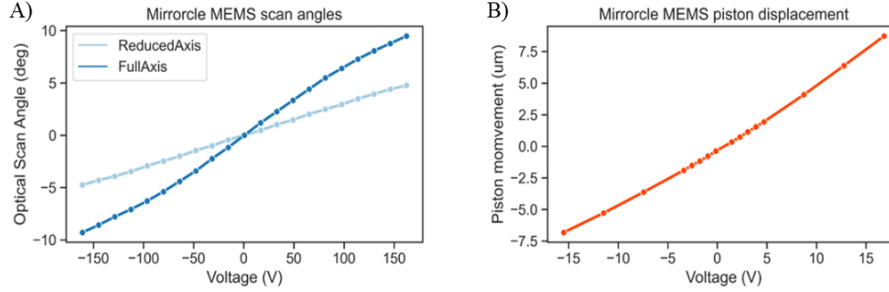 A)
Mirrorcle MEMS scan angles
ReducedAxis
FullAxis
Optical Scan Angle (deg)
10
5
0
−5
−10
−150 −100 −50 0 50 100 150
Voltage (V)
B)
Mirrorcle MEMS piston displacement
Piston momvement (um)
7.5
5.0
2.5
0.0
−2.5
−5.0
−7.5
−15 −10 −5 0 5 10 15
Voltage (V)